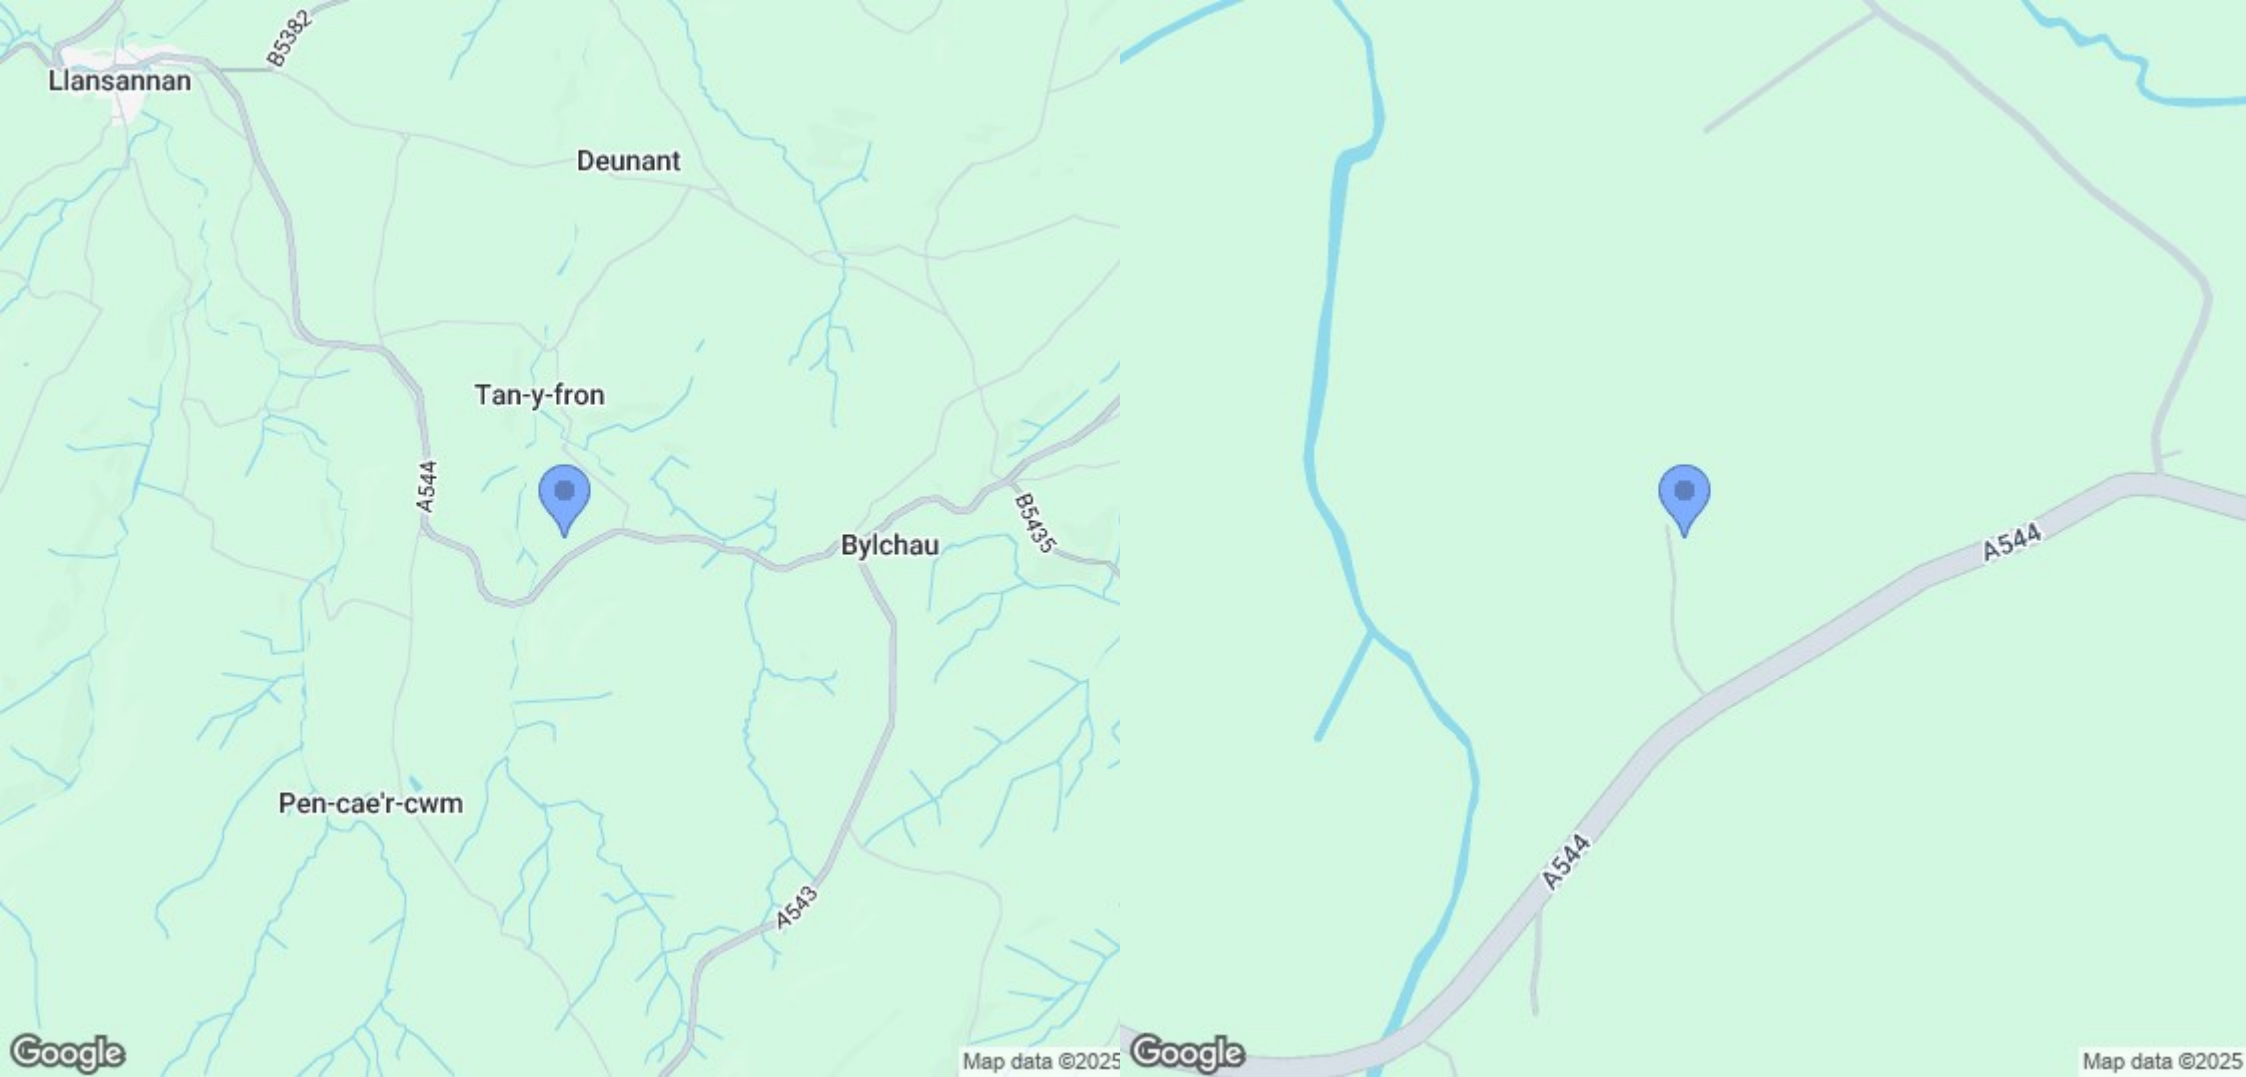 B5382
Llansannan
Deunant
Tan-y-fron
A544
Bylchau
B5435
Pen-cae'r-cwm
A543
Google
Map data ©2025
A544
A544
Google
Map data ©2025